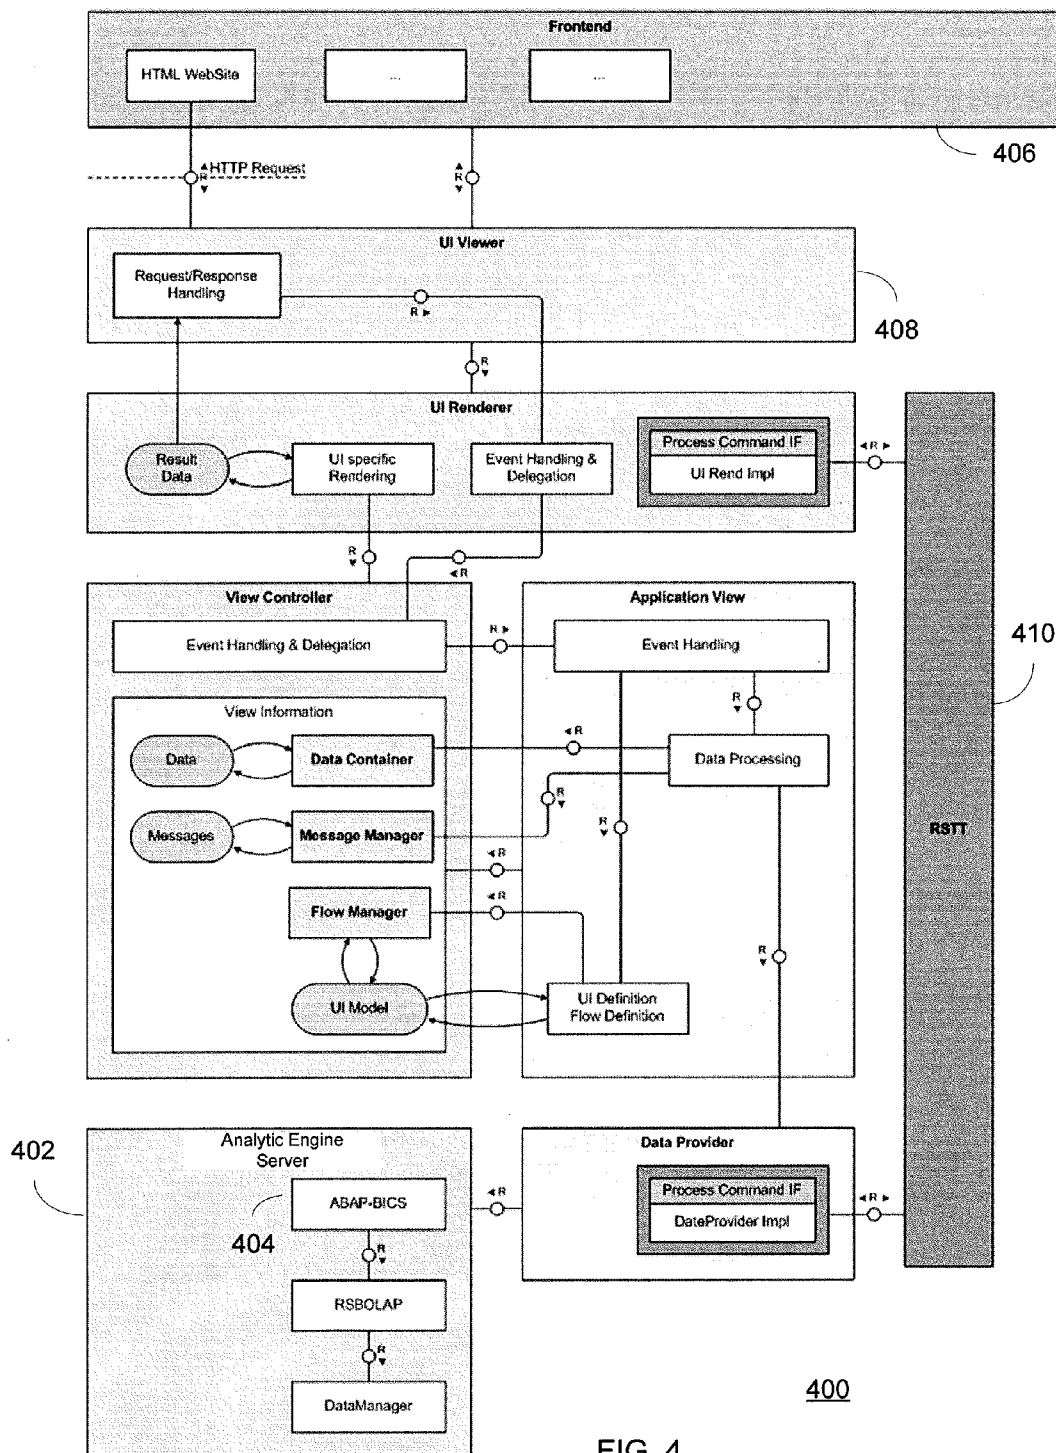 Frontend
HTML WebSite
...
...
406
R
HTTP Request
R
UI Viewer
Request/Response
Handling
R
408
R
UI Renderer
Result
Data
UI specific
Rendering
Event Handling &
Delegation
Process Command IF
UI Rend Impl
R
R
R
View Controller
Application View
Event Handling & Delegation
R
Event Handling
410
View Information
R
R
Data
Data Container
Data Processing
R
R
Messages
Message Manager
RSTT
R
Flow Manager
R
R
UI Model
UI Definition
Flow Definition
402
Analytic Engine
Server
Data Provider
ABAP-BICS
404
R
Process Command IF
DateProvider Impl
R
R
RSBOLAP
R
DataManager
400
FIG. 4